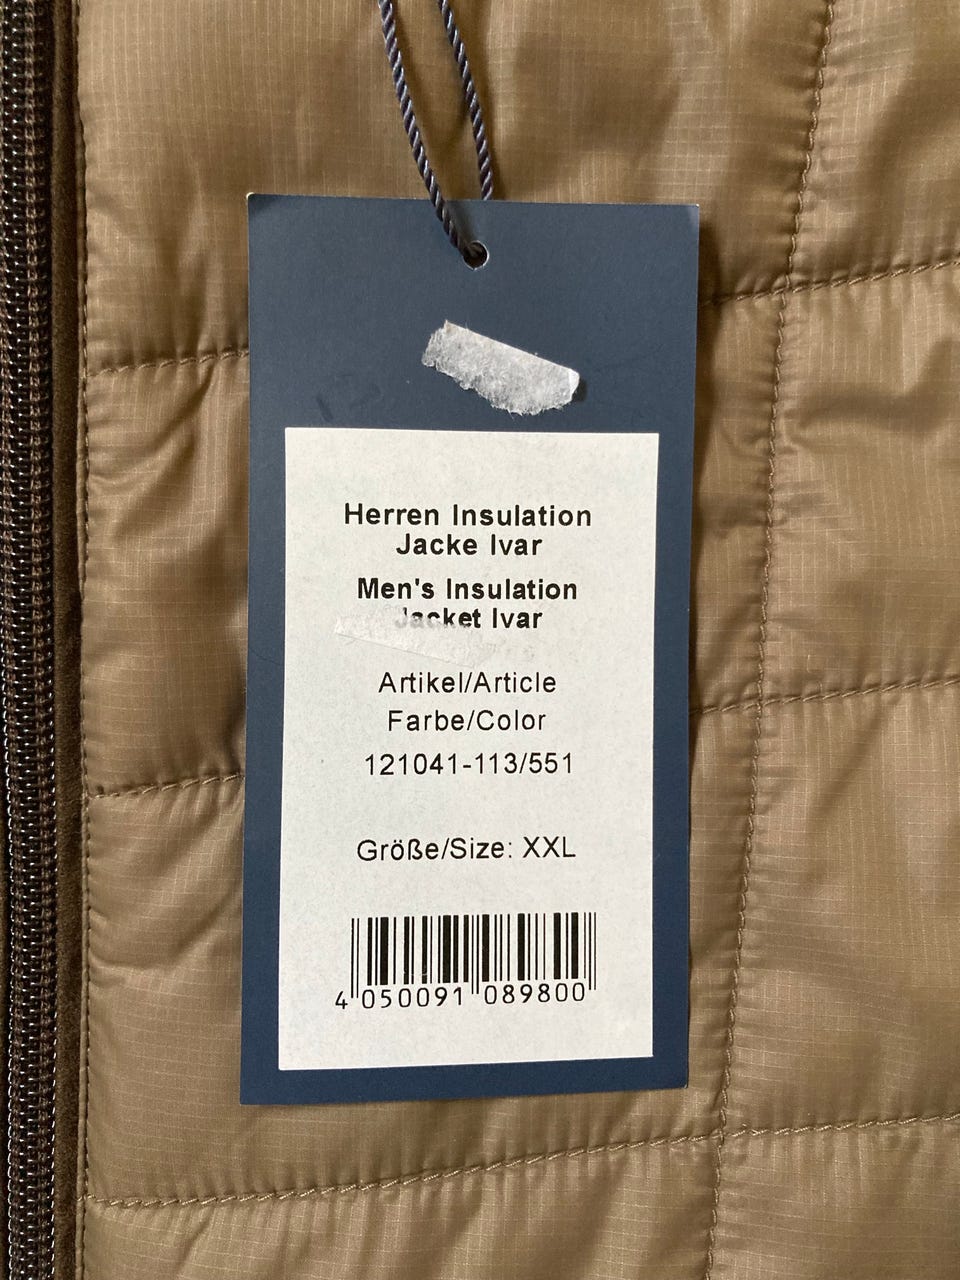 Herren Insulation
Jacke Ivar
Men's Insulation
Jacket Ivar
Artikel/Article
Farbe/Color
121041-113/551
Größe/Size: XXL
4 050091 089800